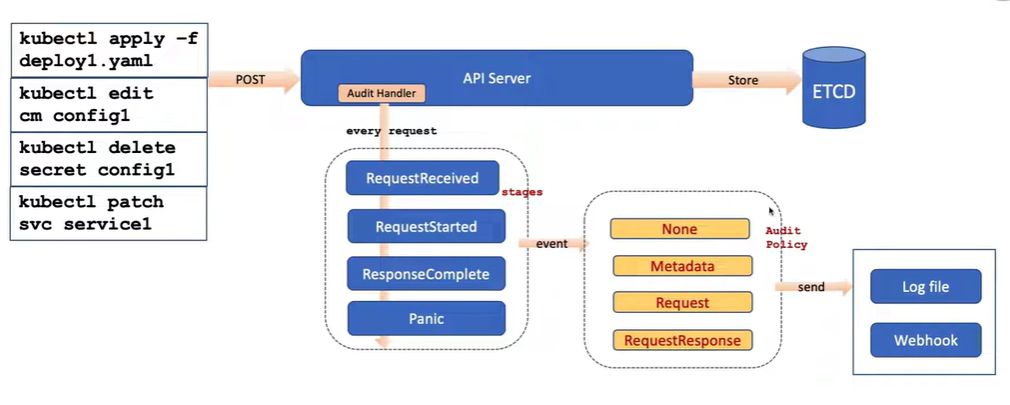 kubectl apply –f
deploy1.yaml
kubectl edit
cm config1
kubectl delete
secret config1
kubectl patch
svc service1
POST
API Server
Audit Handler
Store
ETCD
every request
RequestReceived
stages
RequestStarted
ResponseComplete
Panic
event
None
Audit
Policy
Metadata
Request
RequestResponse
send
Log file
Webhook